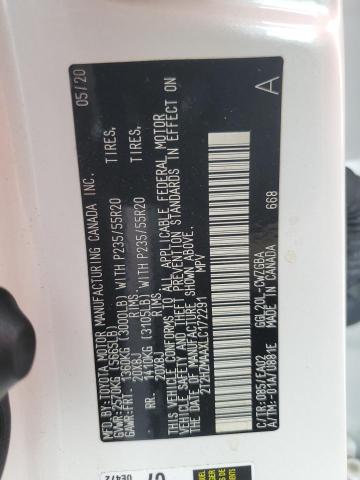 MFD. BY: TOYOTA MOTOR MANUFACTURING CANADA INC. 05/20
GVWR: 2570KG (5665LB)
GAWR: FRT. 1360KG (3000LB) WITH P235/55R20 TIRES,
20X8J RIMS
RR. 1410KG (3105LB) WITH P235/55R20 TIRES,
20X8J RIMS
THIS VEHICLE CONFORMS TO ALL APPLICABLE FEDERAL MOTOR
VEHICLE SAFETY AND THEFT PREVENTION STANDARDS IN EFFECT ON
THE DATE OF MANUFACTURE SHOWN ABOVE.
2T2HZMAAXLC172291 MPV
668 A
C/TR: 085/EA02 GGL20L-CWZGBA
A/TM: -01A/U881E MADE IN CANADA
07